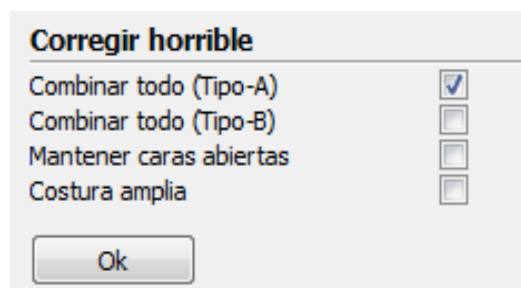 Corregir horrible
Combinar todo (Tipo-A)
Combinar todo (Tipo-B)
Mantener caras abiertas
Costura amplia
Ok